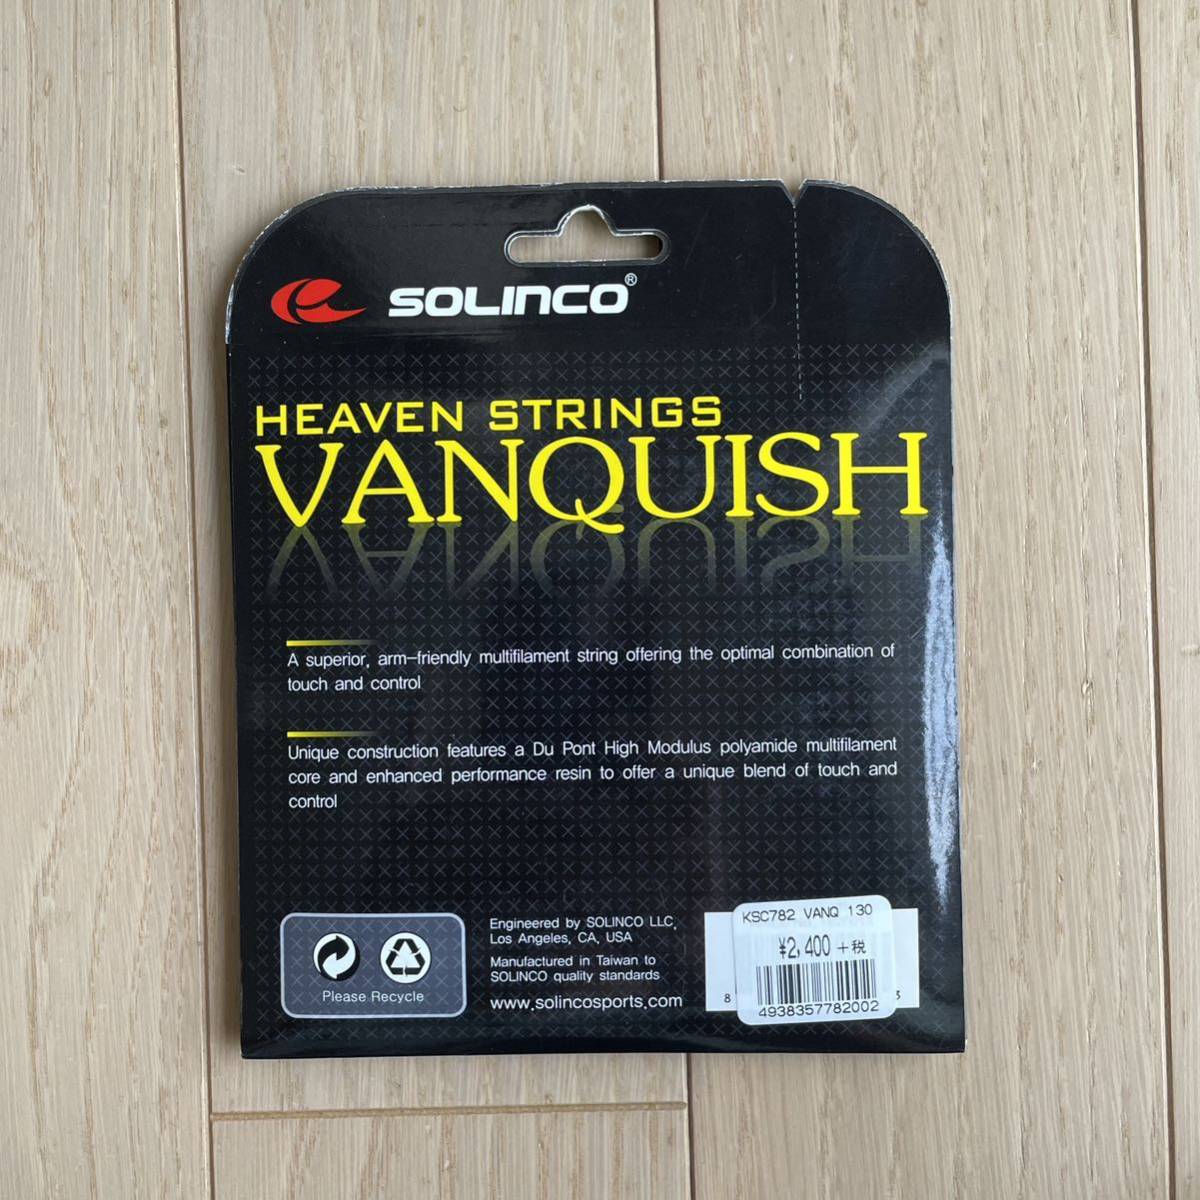 SOLINCO®
HEAVEN STRINGS
VANQUISH
A superior, arm-friendly multifilament string offering the optimal combination of
touch and control
Unique construction features a Du Pont High Modulus polyamide multifilament
core and enhanced performance resin to offer a unique blend of touch and
control
Please Recycle
Engineered by SOLINCO LLC,
Los Angeles, CA, USA
Manufactured in Taiwan to
SOLINCO quality standards
www.solincosports.com
KSC782 VANQ 130
¥2,400 +税
8 3
4938357782002